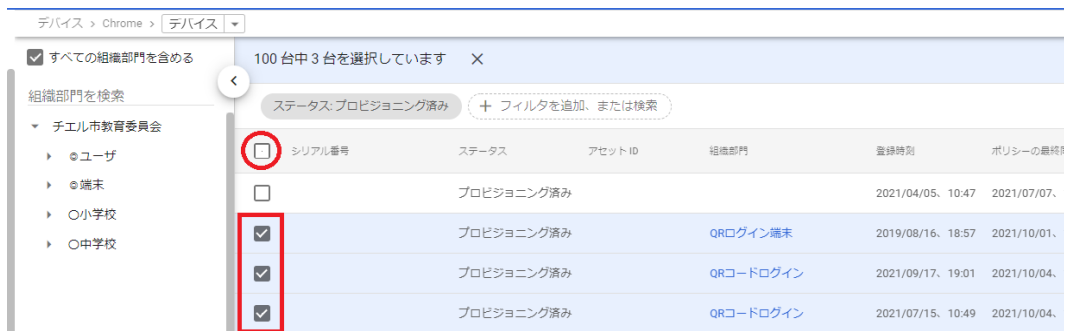 デバイス > Chrome > デバイス
すべての組織部門を含める
100 台中 3 台を選択しています ×
組織部門を検索
ステータス: プロビジョニング済み
+ フィルタを追加、または検索
チエル市教育委員会
◎ユーザ
◎端末
〇小学校
〇中学校
シリアル番号 ステータス アセット ID 組織部門 登録時刻 ポリシーの最終
プロビジョニング済み 2021/04/05、10:47 2021/07/07、
プロビジョニング済み QRログイン端末 2019/08/16、18:57 2021/10/01、
プロビジョニング済み QRコードログイン 2021/09/17、19:01 2021/10/04、
プロビジョニング済み QRコードログイン 2021/07/15、10:49 2021/10/04、